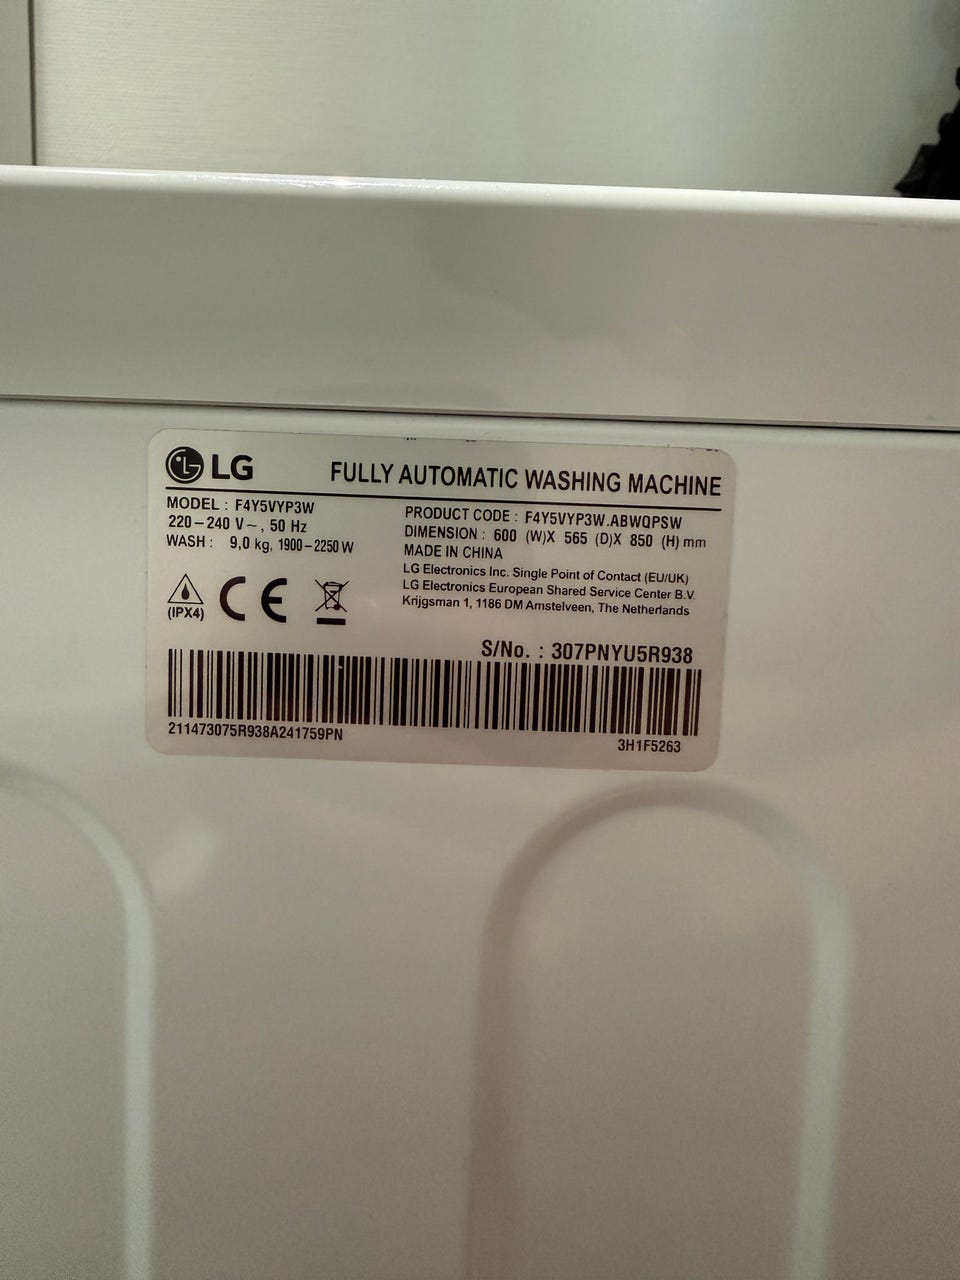 LG FULLY AUTOMATIC WASHING MACHINE
MODEL : F4Y5VYP3W
220-240 V~, 50 Hz
WASH : 9,0 kg, 1900-2250 W
PRODUCT CODE : F4Y5VYP3W.ABWQPSW
DIMENSION : 600 (W)X 565 (D)X 850 (H) mm
MADE IN CHINA
LG Electronics Inc. Single Point of Contact (EU/UK)
LG Electronics European Shared Service Center B.V.
Krijgsman 1, 1186 DM Amstelveen, The Netherlands
(IPX4) CE
S/No. : 307PNYU5R938
211473075R938A241759PN
3H1F5263